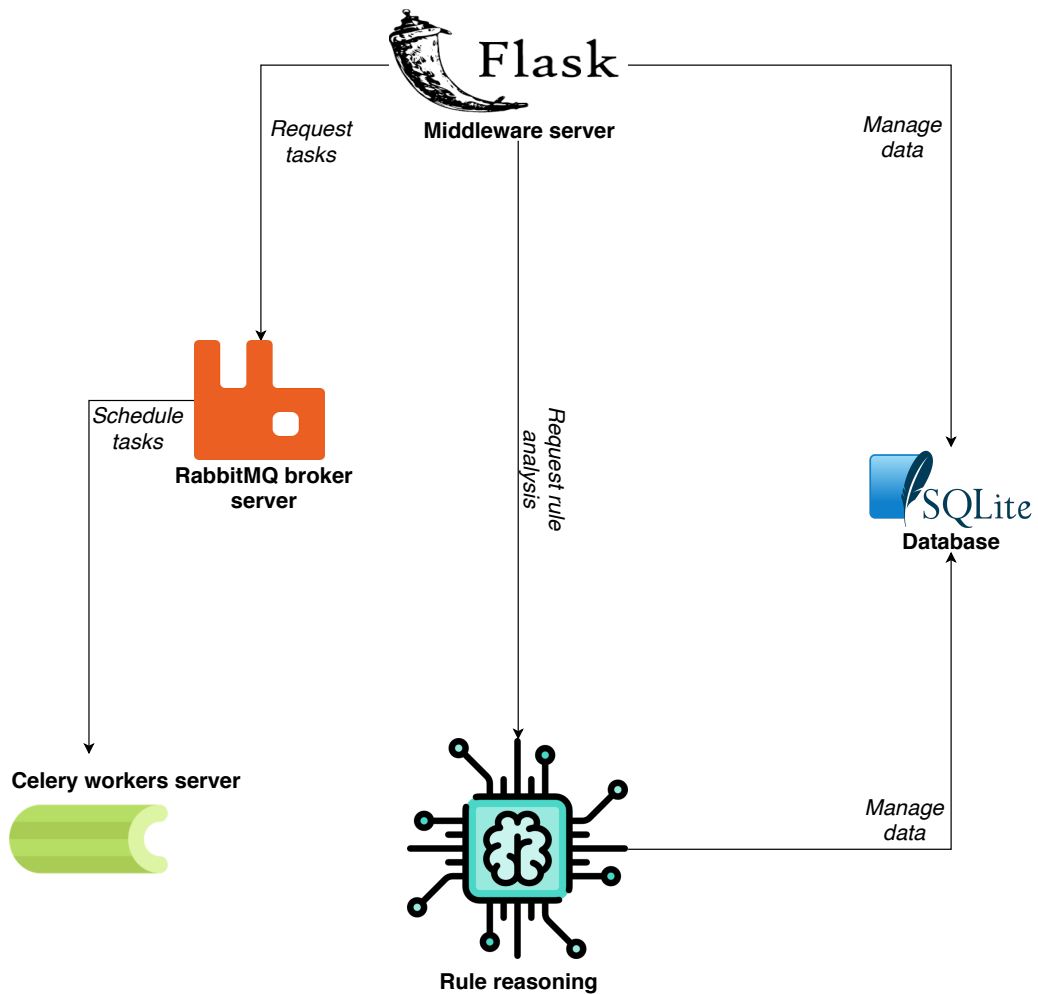 Flask
Middleware server
Request
tasks
Manage
data
Schedule
tasks
RabbitMQ broker
server
Request rule
analysis
SQLite
Database
Celery workers server
Manage
data
Rule reasoning